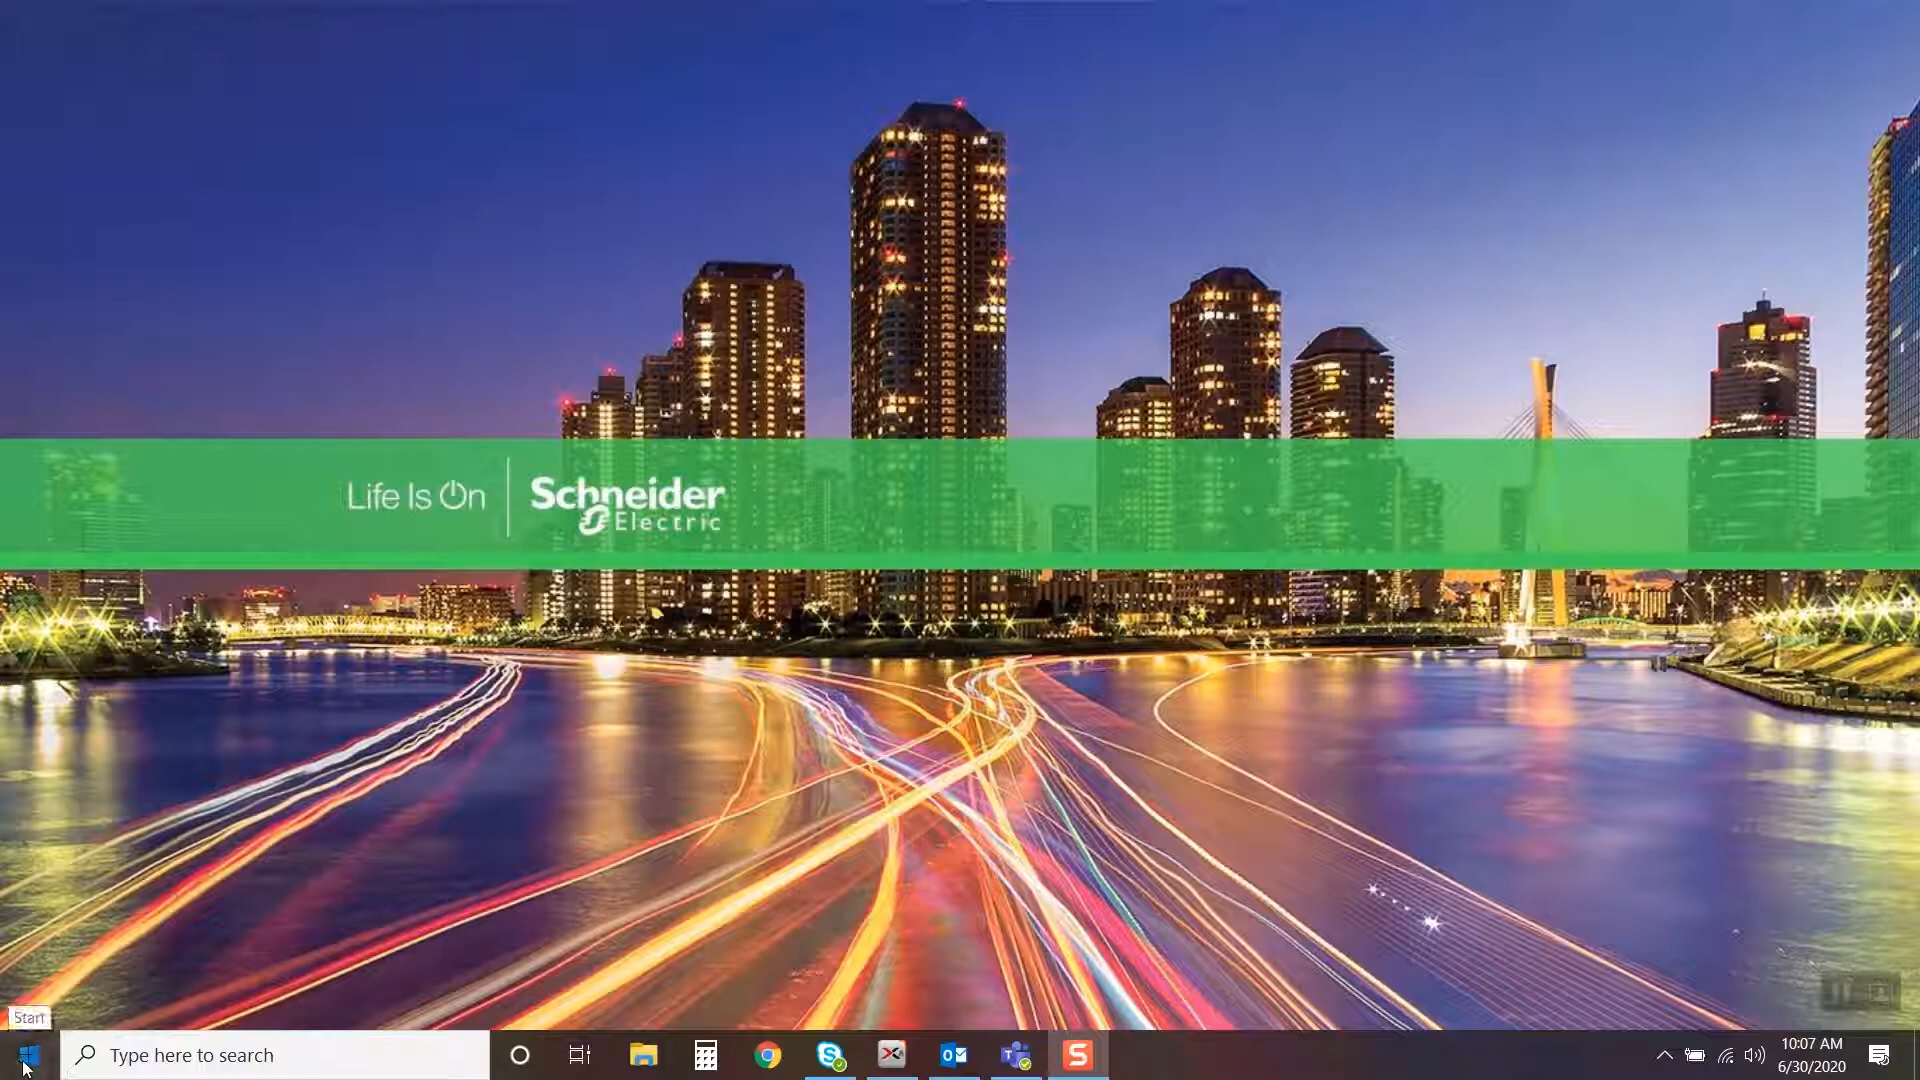 Life Is On
Schneider
Electric
Start
Type here to search
10:07 AM
6/30/2020